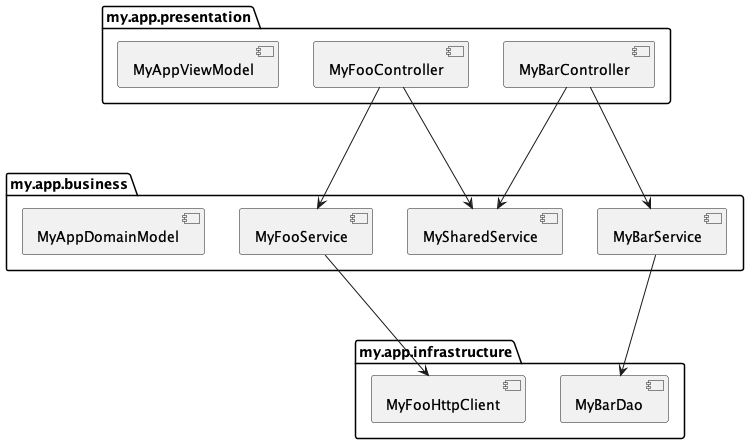 my.app.presentation
MyAppViewModel
MyFooController
MyBarController
my.app.business
MyAppDomainModel
MyFooService
MySharedService
MyBarService
my.app.infrastructure
MyFooHttpClient
MyBarDao